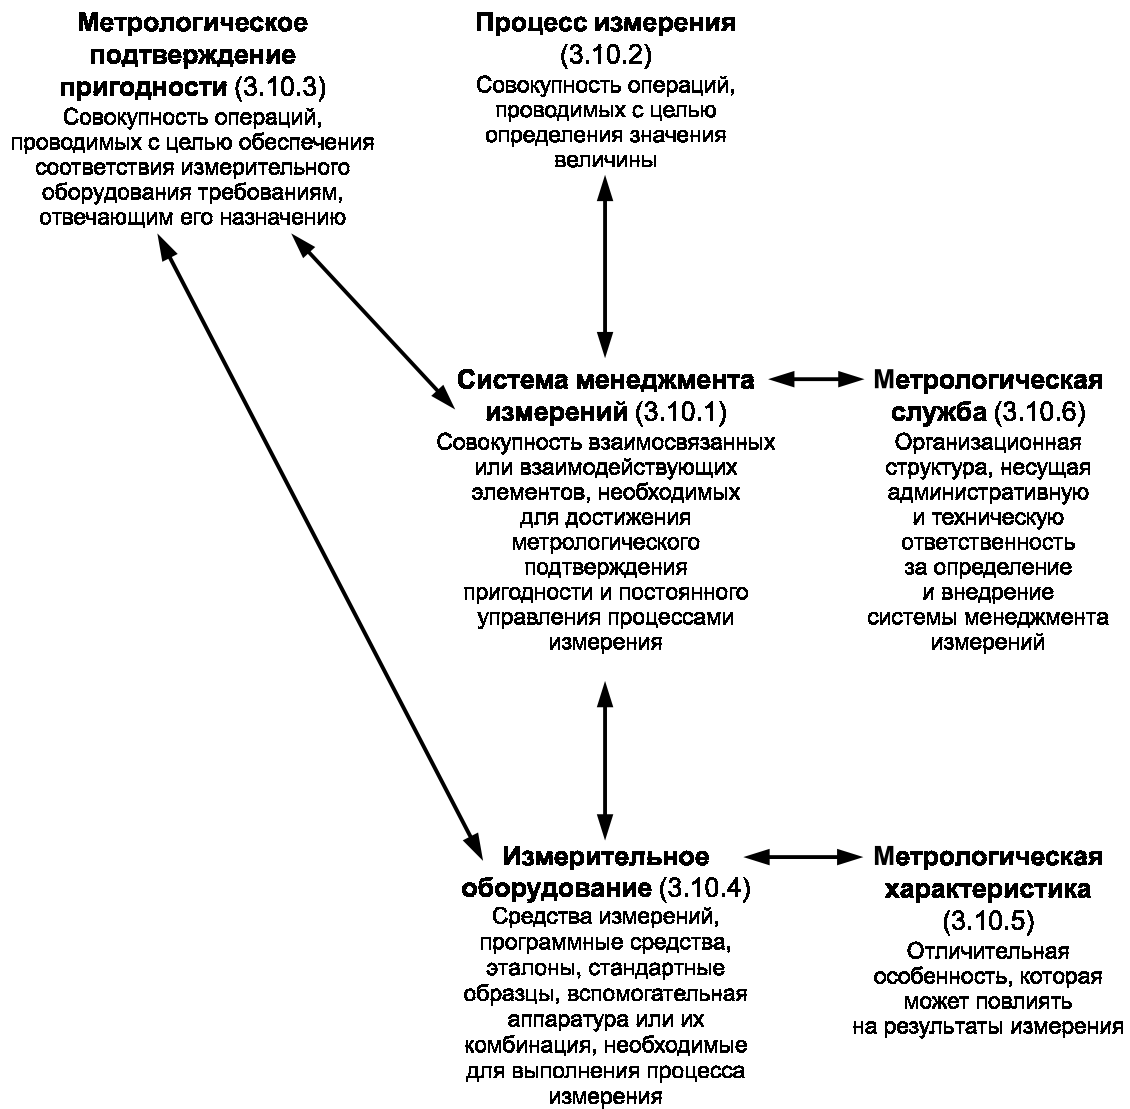 Метрологическое
подтверждение
пригодности (3.10.3)
Совокупность операций,
проводимых с целью обеспечения
соответствия измерительного
оборудования требованиям,
отвечающим его назначению
Процесс измерения
(3.10.2)
Совокупность операций,
проводимых с целью
определения значения
величины
Система менеджмента
измерений (3.10.1)
Совокупность взаимосвязанных
или взаимодействующих
элементов, необходимых
для достижения
метрологического
подтверждения
пригодности и постоянного
управления процессами
измерения
Метрологическая
служба (3.10.6)
Организационная
структура, несущая
административную
и техническую
ответственность
за определение
и внедрение
системы менеджмента
измерений
Измерительное
оборудование (3.10.4)
Средства измерений,
программные средства,
эталоны, стандартные
образцы, вспомогательная
аппаратура или их
комбинация, необходимые
для выполнения процесса
измерения
Метрологическая
характеристика
(3.10.5)
Отличительная
особенность, которая
может повлиять
на результаты измерения